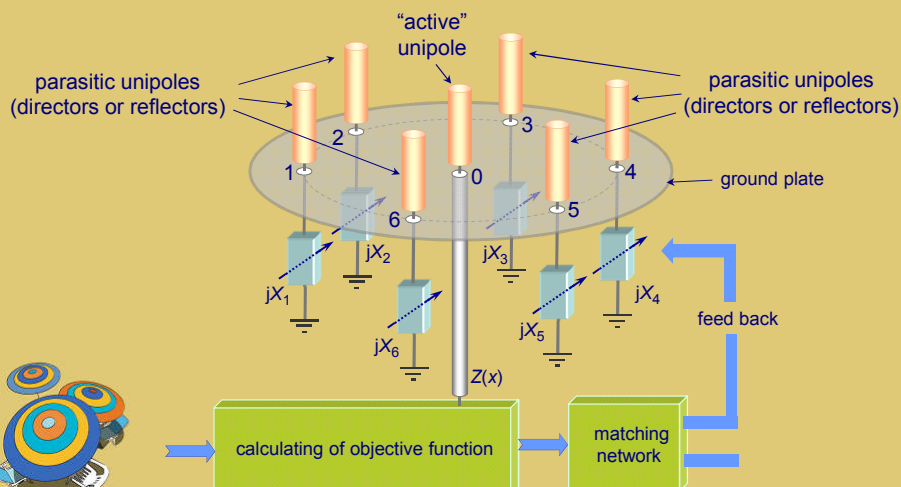 “active”
unipole
parasitic unipoles
(directors or reflectors)
parasitic unipoles
(directors or reflectors)
2
3
1
0
4
6
5
ground plate
jX2
jX3
jX1
jX4
jX5
jX6
feed back
Z(x)
calculating of objective function
matching
network